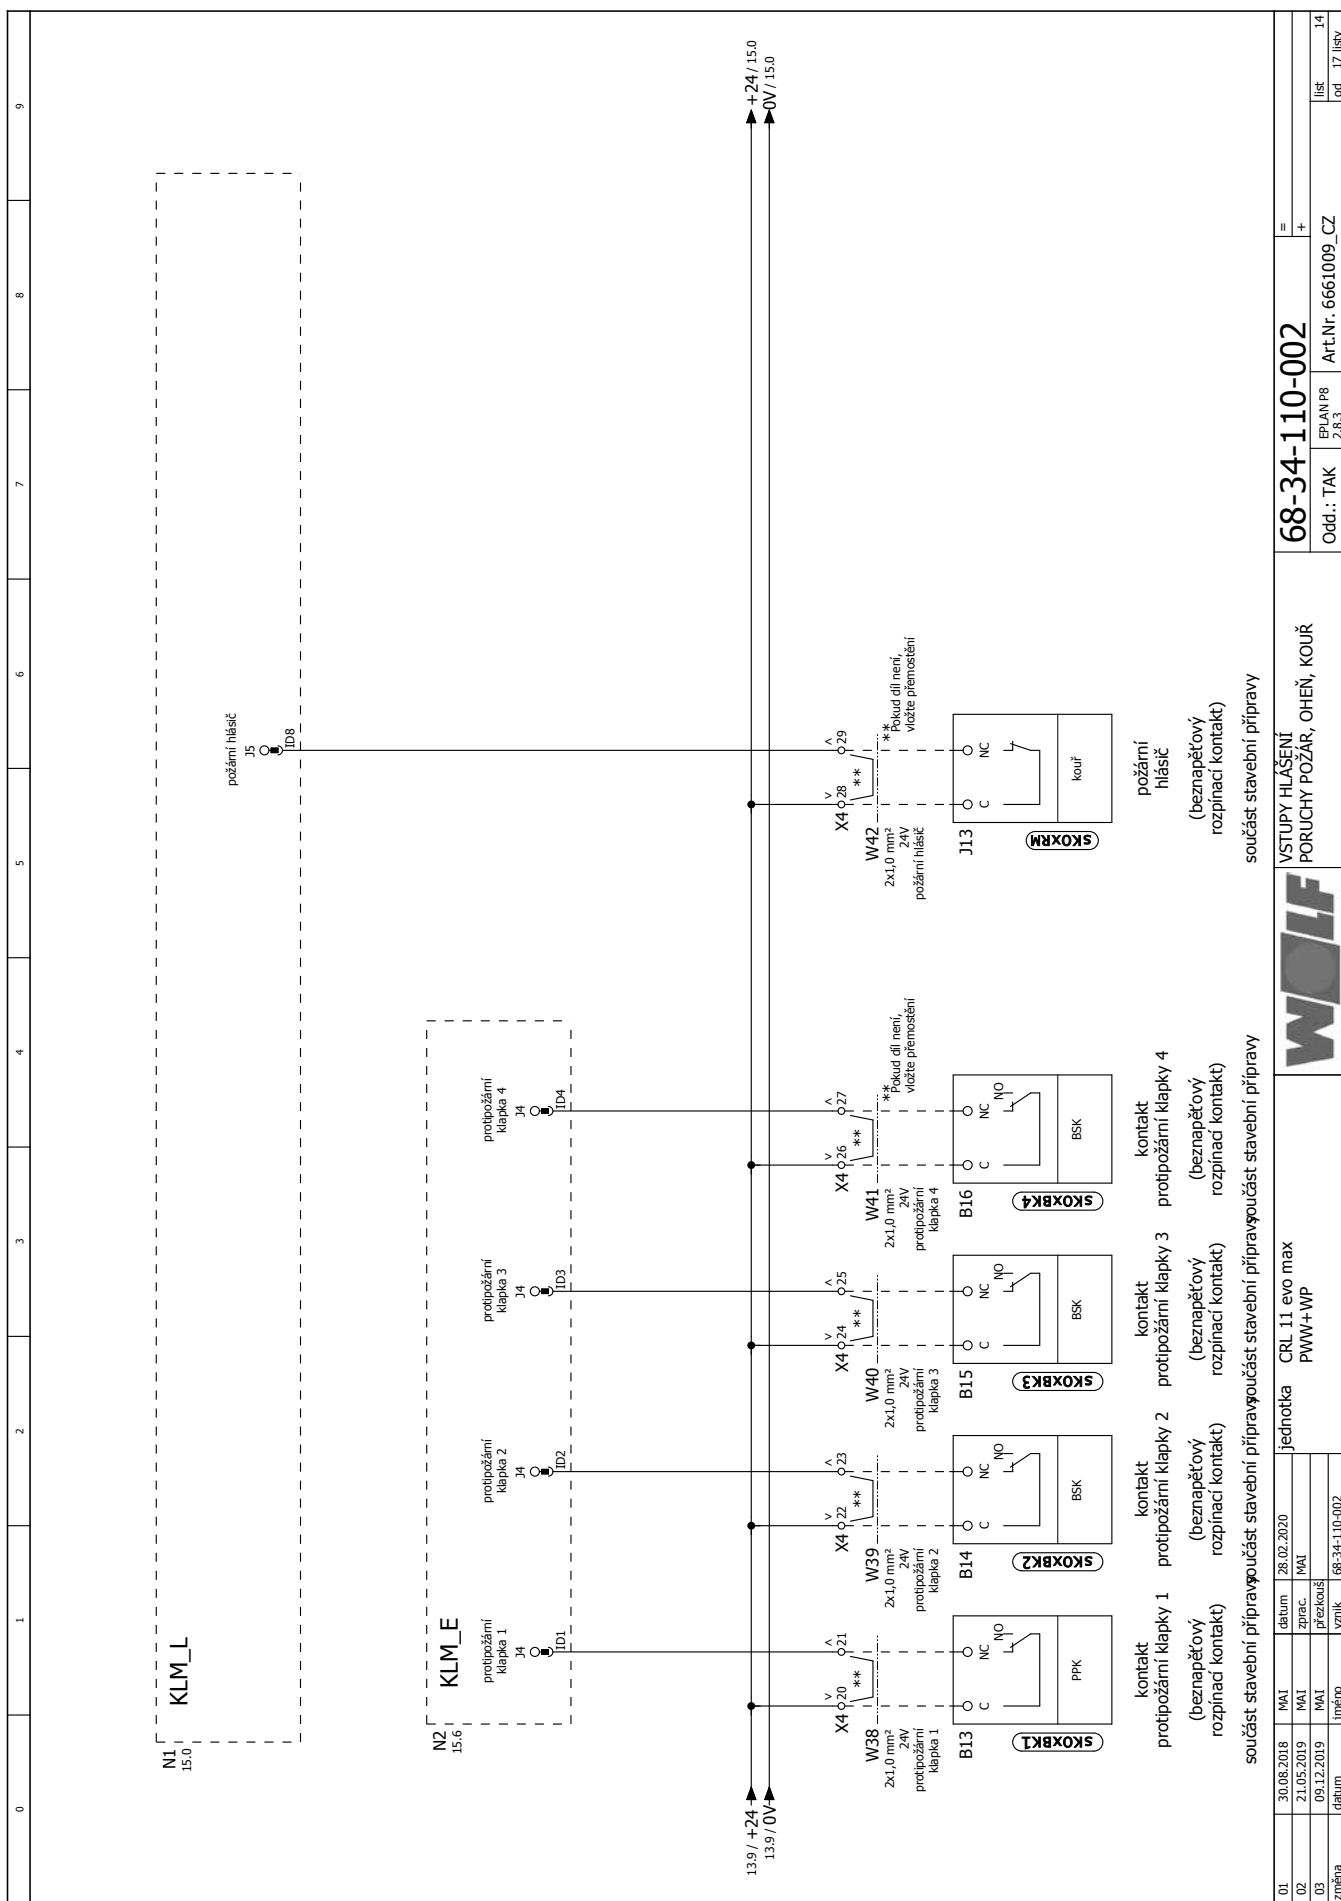 0
1
2
3
4
5
6
7
8
9
N1
15.0
KLM_L
požární hlásič
J5
ID8
N2
15.6
KLM_E
protipožární
klapka 1
J4
ID1
protipožární
klapka 2
J4
ID2
protipožární
klapka 3
J4
ID3
protipožární
klapka 4
J4
ID4
13.9 / +24
13.9 / 0V
+24 / 15.0
0V / 15.0
X4
20
21
**
W38
2x1,0 mm²
24V
protipožární
klapka 1
X4
22
23
**
W39
2x1,0 mm²
24V
protipožární
klapka 2
X4
24
25
**
W40
2x1,0 mm²
24V
protipožární
klapka 3
X4
26
27
**
W41
2x1,0 mm²
24V
protipožární
klapka 4
**
Pokud díl není,
vložte přemostění
X4
28
29
**
W42
2x1,0 mm²
24V
požární hlásič
**
Pokud díl není,
vložte přemostění
B13
C
NC
NO
PPK
SKOxBK1
B14
C
NC
NO
BSK
SKOxBK2
B15
C
NC
NO
BSK
SKOxBK3
B16
C
NC
NO
BSK
SKOxBK4
J13
C
NC
kouř
SKOxRM
kontakt
protipožární klapky 1
(beznapěťový
rozpínací kontakt)
součást stavební přípravy
kontakt
protipožární klapky 2
(beznapěťový
rozpínací kontakt)
součást stavební přípravy
kontakt
protipožární klapky 3
(beznapěťový
rozpínací kontakt)
součást stavební přípravy
kontakt
protipožární klapky 4
(beznapěťový
rozpínací kontakt)
součást stavební přípravy
požární
hlásič
(beznapěťový
rozpínací kontakt)
součást stavební přípravy
01 30.08.2018 MAI datum 28.02.2020
02 21.05.2019 MAI zprac. MAI
03 09.12.2019 MAI přezkouš.
změna datum jméno vznik 68-34-110-002
jednotka CRL 11 evo max
PWW+WP
WOLF
VSTUPY HLÁŠENÍ
PORUCHY POŽÁR, OHEŇ, KOUŘ
68-34-110-002
=
+
Odd.: TAK
EPLAN P8
2.8.3
Art.Nr. 6661009_CZ
list 14
od 17 listy